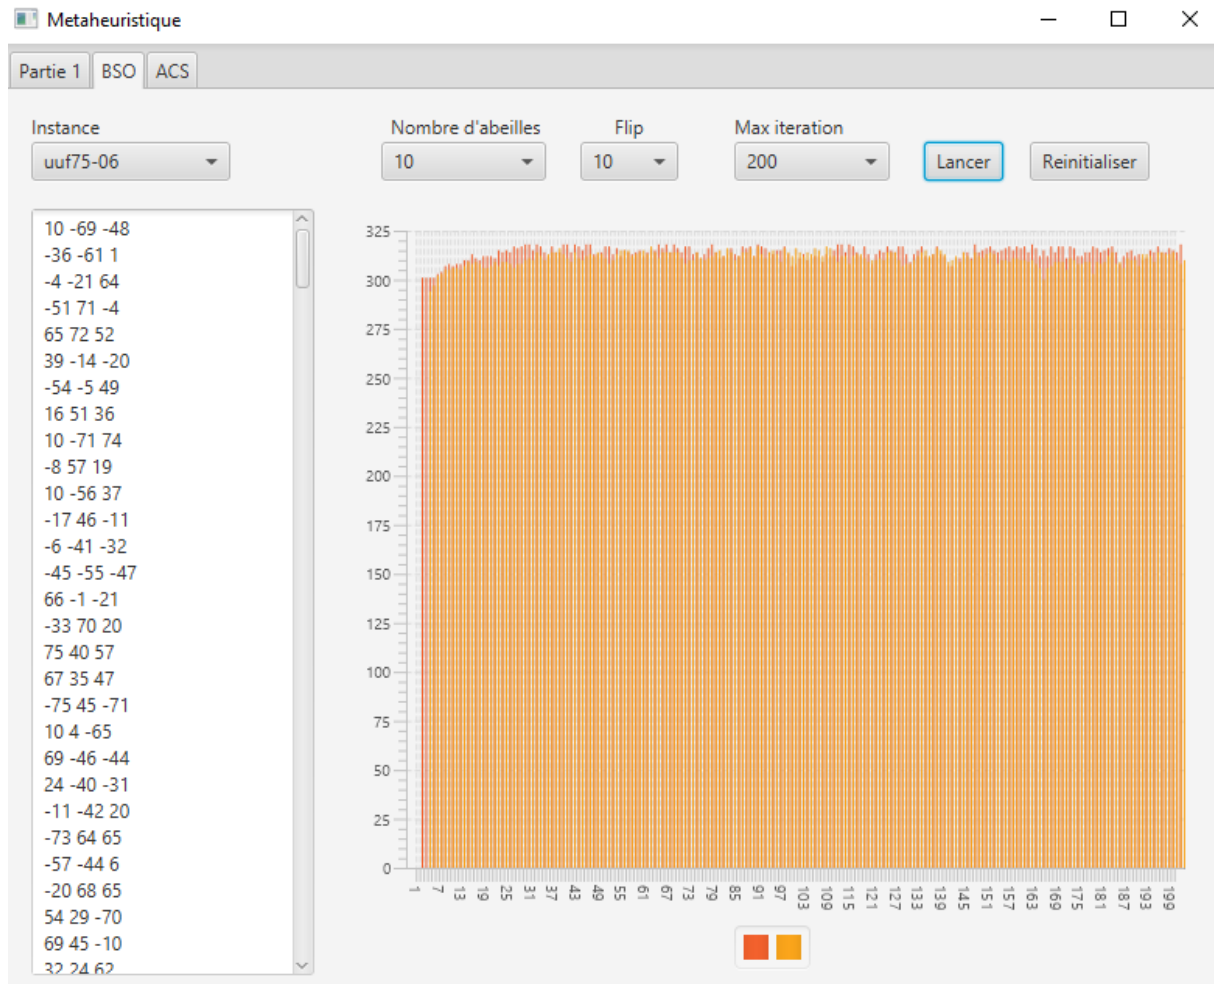 Metaheuristique
Partie 1 BSO ACS
Instance Nombre d'abeilles Flip Max iteration
uuf75-06 10 10 200 Lancer Reinitialiser
10 -69 -48
-36 -61 1
-4 -21 64
-51 71 -4
65 72 52
39 -14 -20
-54 -5 49
16 51 36
10 -71 74
-8 57 19
10 -56 37
-17 46 -11
-6 -41 -32
-45 -55 -47
66 -1 -21
-33 70 20
75 40 57
67 35 47
-75 45 -71
10 4 -65
69 -46 -44
24 -40 -31
-11 -42 20
-73 64 65
-57 -44 6
-20 68 65
54 29 -70
69 45 -10
32 24 62
325
300
275
250
225
200
175
150
125
100
75
50
25
0
1 7 13 19 25 31 37 43 49 55 61 67 73 79 85 91 97 103 109 115 121 127 133 139 145 151 157 163 169 175 181 187 193 199